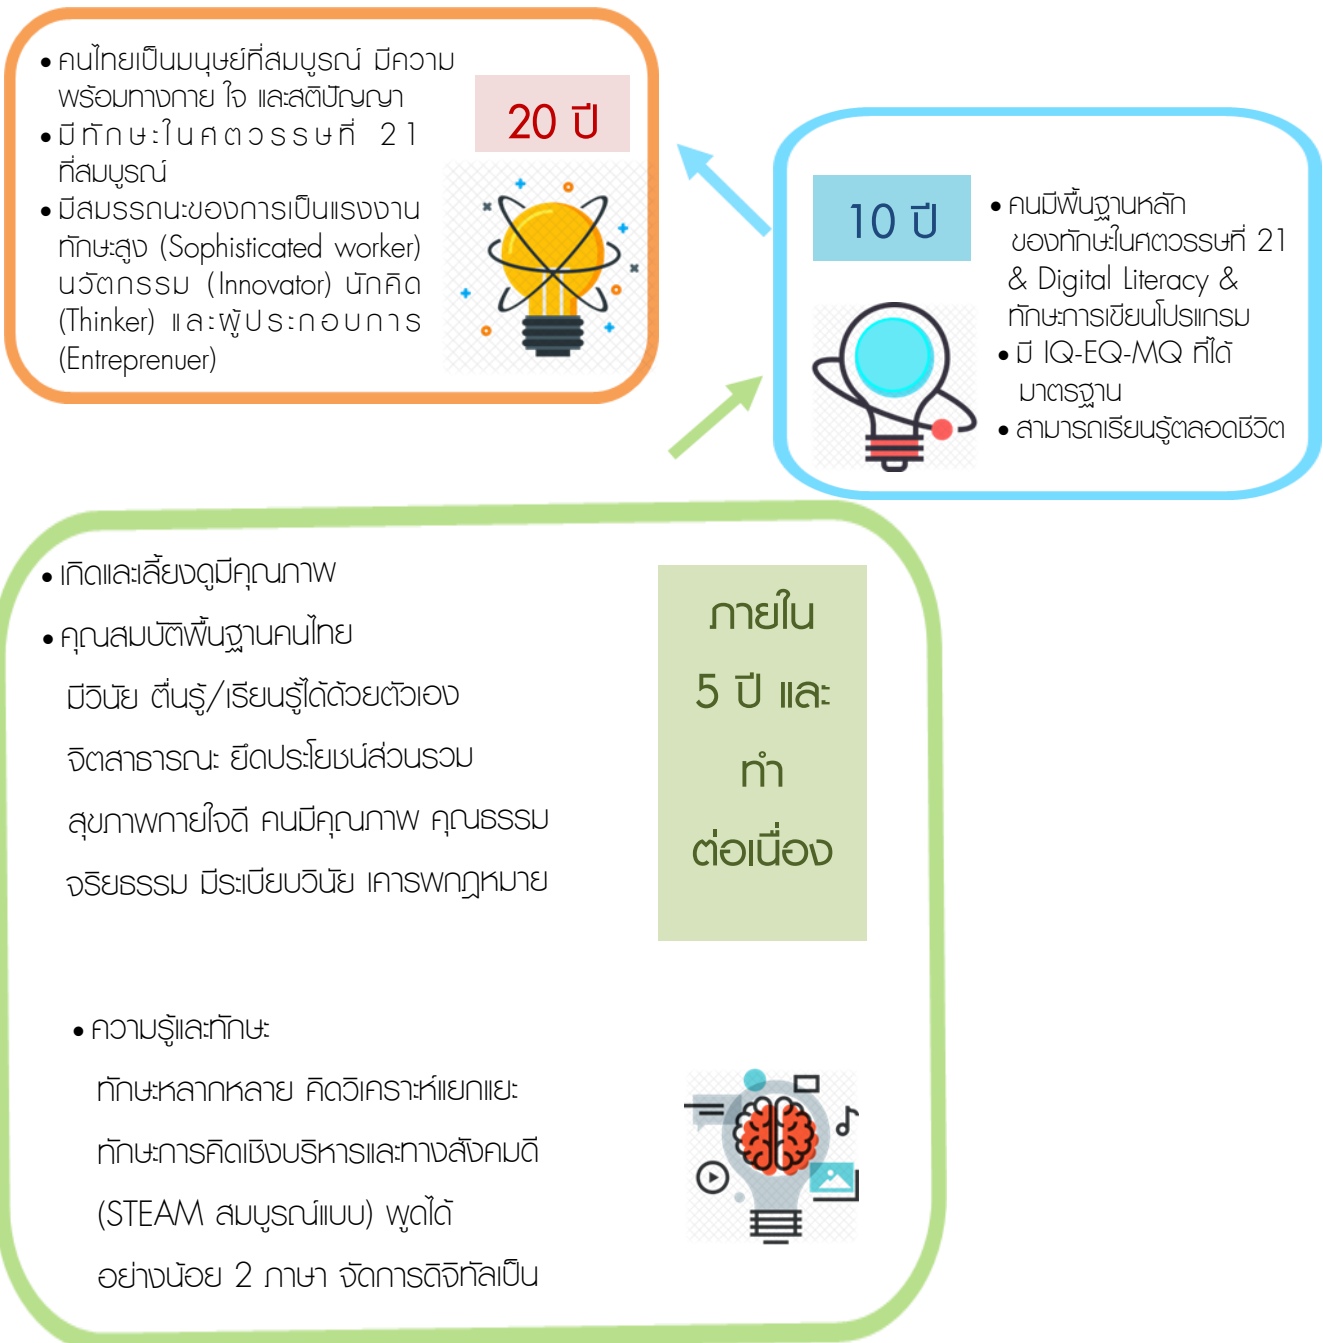 • คนไทยเป็นมนุษย์ที่สมบูรณ์ มีความ
พร้อมทางกาย ใจ และสติปัญญา
• มีทักษะในศตวรรษที่ 21
ที่สมบูรณ์
• มีสมรรถนะของการเป็นแรงงาน
ทักษะสูง (Sophisticated worker)
นวัตกรรม (Innovator) นักคิด
(Thinker) และผู้ประกอบการ
(Entreprenuer)
20 ปี
10 ปี
• คนมีพื้นฐานหลัก
ของทักษะในศตวรรษที่ 21
& Digital Literacy &
ทักษะการเขียนโปรแกรม
• มี IQ-EQ-MQ ที่ได้
มาตรฐาน
• สามารถเรียนรู้ตลอดชีวิต
• เกิดและเลี้ยงดูมีคุณภาพ
• คุณสมบัติพื้นฐานคนไทย
มีวินัย ตื่นรู้/เรียนรู้ได้ด้วยตัวเอง
จิตสาธารณะ ยึดประโยชน์ส่วนรวม
สุขภาพกายใจดี คนมีคุณภาพ คุณธรรม
จริยธรรม มีระเบียบวินัย เคารพกฎหมาย
ภายใน
5 ปี และ
ทำ
ต่อเนื่อง
• ความรู้และทักษะ
ทักษะหลากหลาย คิดวิเคราะห์แยกแยะ
ทักษะการคิดเชิงบริหารและทางสังคมดี
(STEAM สมบูรณ์แบบ) พูดได้
อย่างน้อย 2 ภาษา จัดการดิจิทัลเป็น